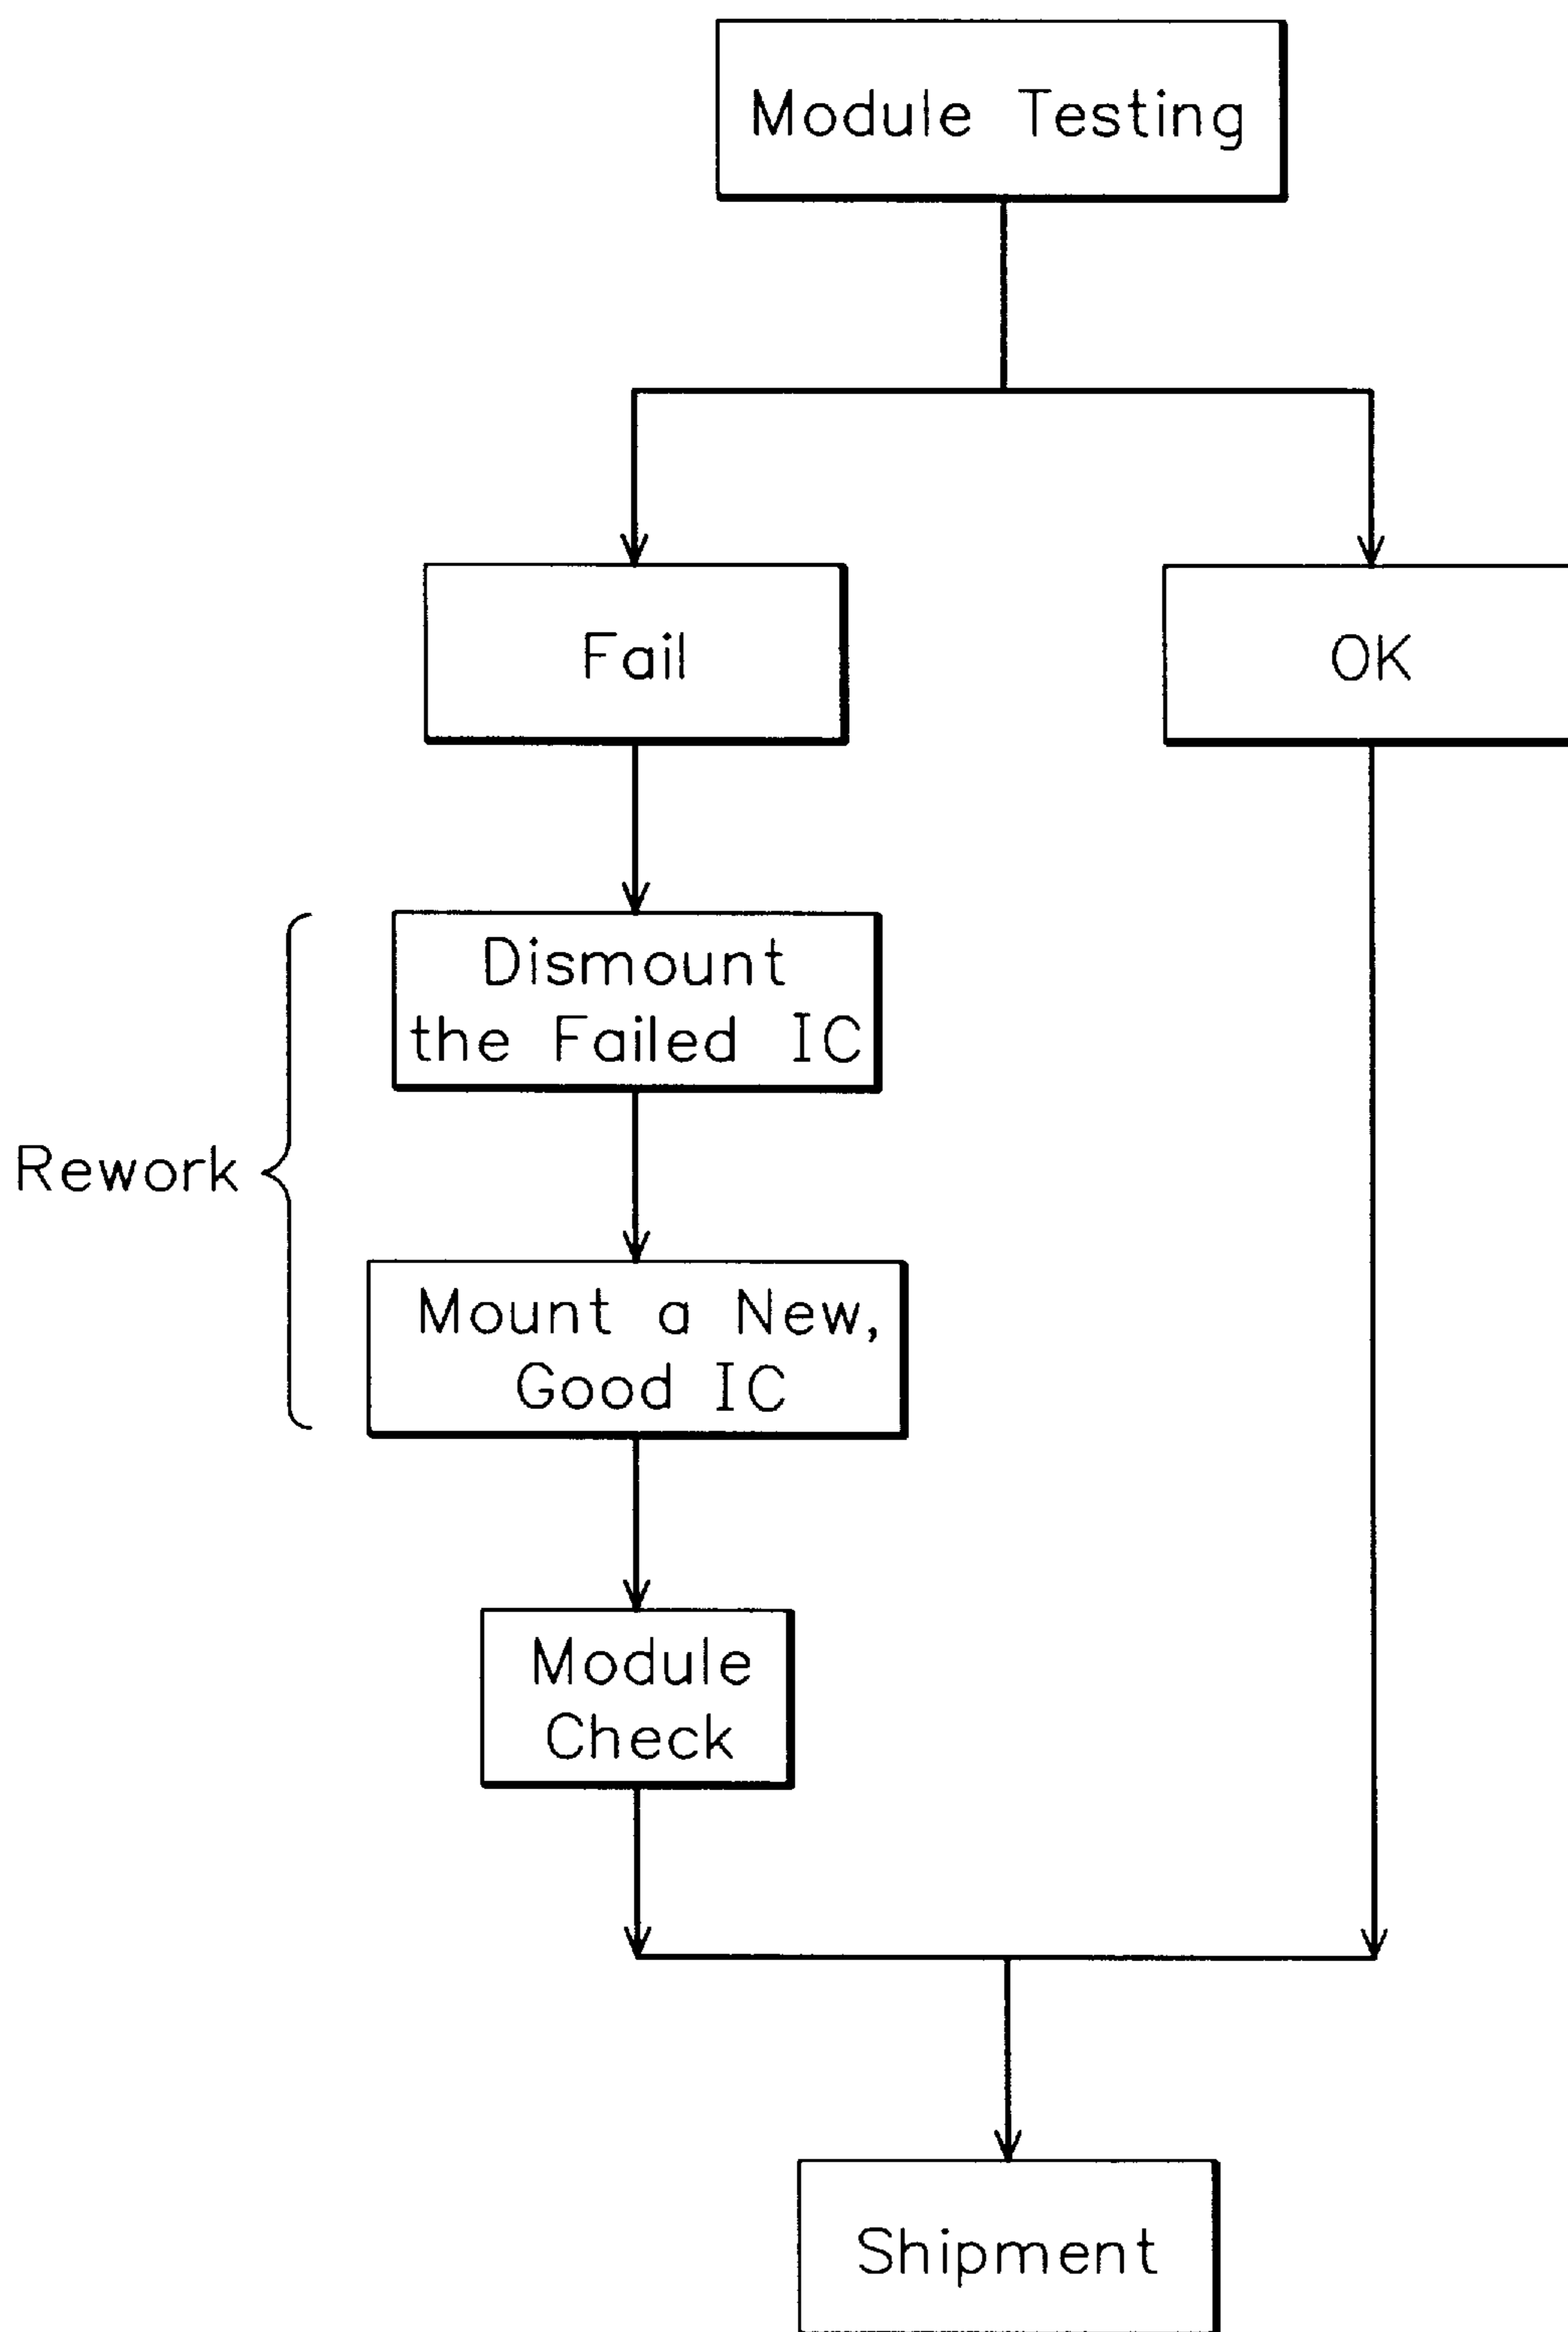 Module Testing
Fail
OK
Dismount
the Failed IC
Rework
Mount a New,
Good IC
Module
Check
Shipment